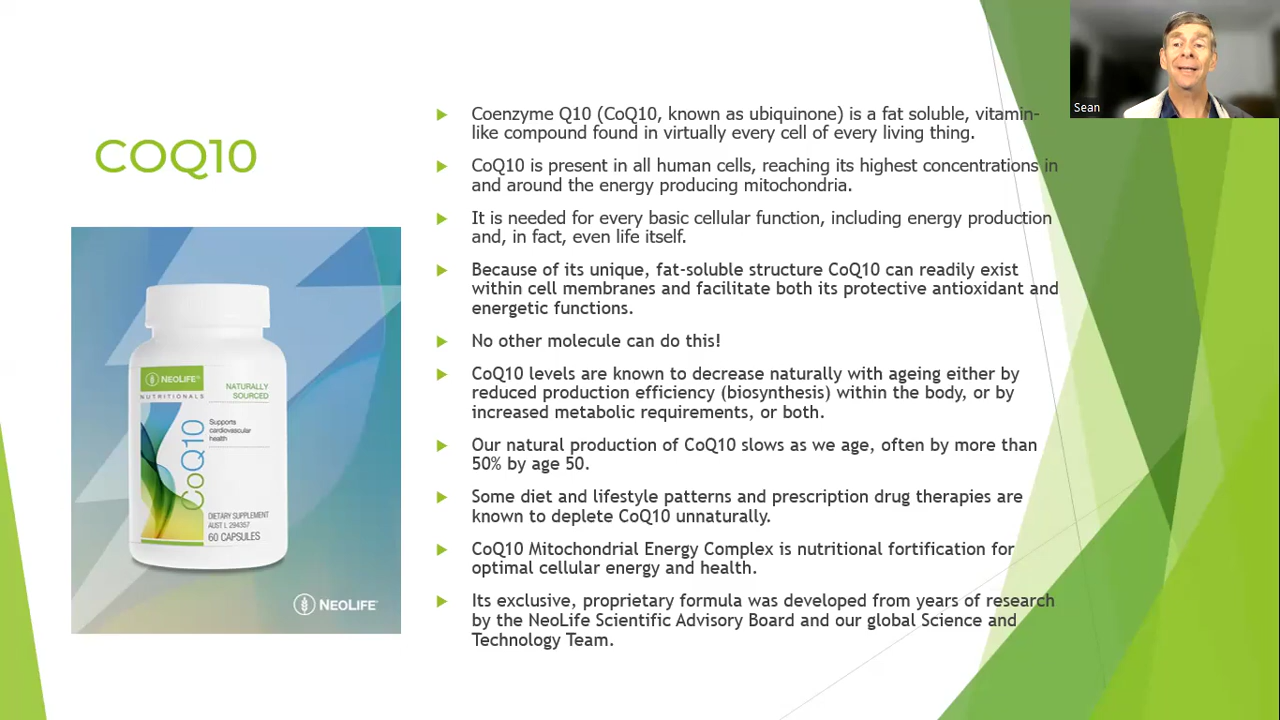 Sean
COQ10
Coenzyme Q10 (CoQ10, known as ubiquinone) is a fat soluble, vitamin-
like compound found in virtually every cell of every living thing.
CoQ10 is present in all human cells, reaching its highest concentrations in
and around the energy producing mitochondria.
It is needed for every basic cellular function, including energy production
and, in fact, even life itself.
Because of its unique, fat-soluble structure CoQ10 can readily exist
within cell membranes and facilitate both its protective antioxidant and
energetic functions.
No other molecule can do this!
CoQ10 levels are known to decrease naturally with ageing either by
reduced production efficiency (biosynthesis) within the body, or by
increased metabolic requirements, or both.
Our natural production of CoQ10 slows as we age, often by more than
50% by age 50.
Some diet and lifestyle patterns and prescription drug therapies are
known to deplete CoQ10 unnaturally.
CoQ10 Mitochondrial Energy Complex is nutritional fortification for
optimal cellular energy and health.
Its exclusive, proprietary formula was developed from years of research
by the NeoLife Scientific Advisory Board and our global Science and
Technology Team.
NEOLIFE
NUTRITIONALS
NATURALLY
SOURCED
Supports
cardiovascular
health
CoQ10
DIETARY SUPPLEMENT
AUST L 294357
60 CAPSULES
NEOLIFE